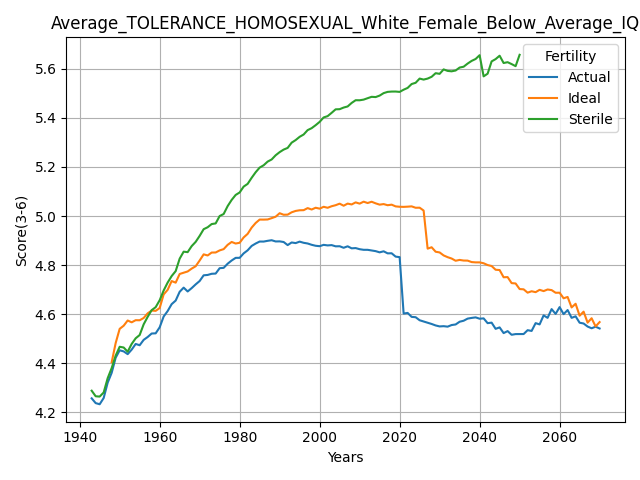 Average_TOLERANCE_HOMOSEXUAL_White_Female_Below_Average_IQ
Fertility
Actual
Ideal
Sterile
Score(3-6)
5.6
5.4
5.2
5.0
4.8
4.6
4.4
4.2
1940 1960 1980 2000 2020 2040 2060
Years